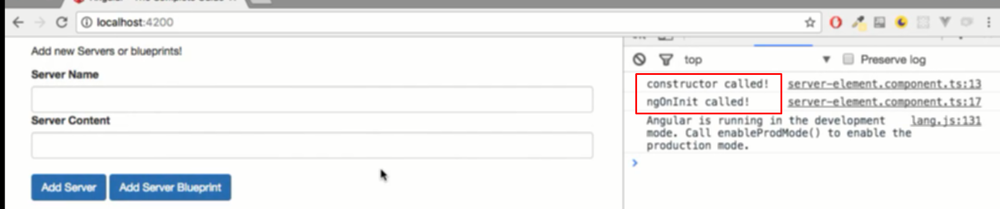 localhost:4200
Add new Servers or blueprints!
Server Name
Server Content
Add Server
Add Server Blueprint
top
Preserve log
constructor called! server-element.component.ts:13
ngOnInit called! server-element.component.ts:17
Angular is running in the development lang.js:131
mode. Call enableProdMode() to enable the
production mode.